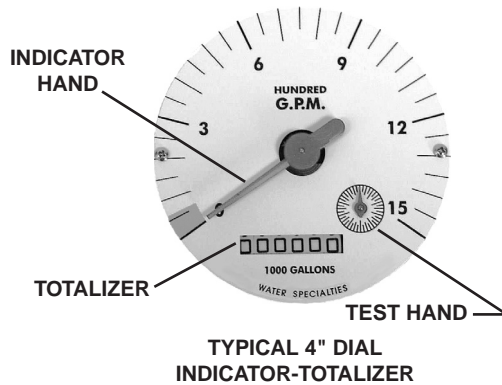 INDICATOR
HAND
3
6
9
12
15
HUNDRED
G.P.M.
0
000000
1000 GALLONS
WATER SPECIALTIES
TOTALIZER
TEST HAND
TYPICAL 4" DIAL
INDICATOR-TOTALIZER